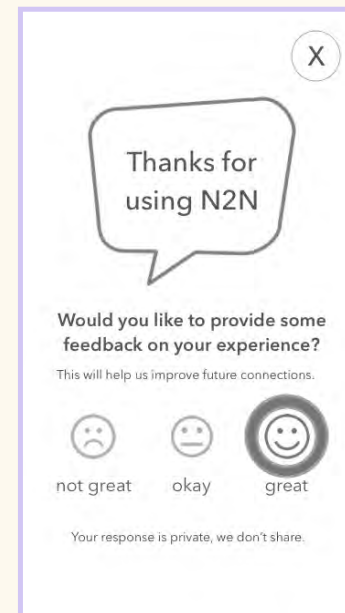 X
Thanks for
using N2N
Would you like to provide some
feedback on your experience?
This will help us improve future connections.
not great okay great
Your response is private, we don't share.